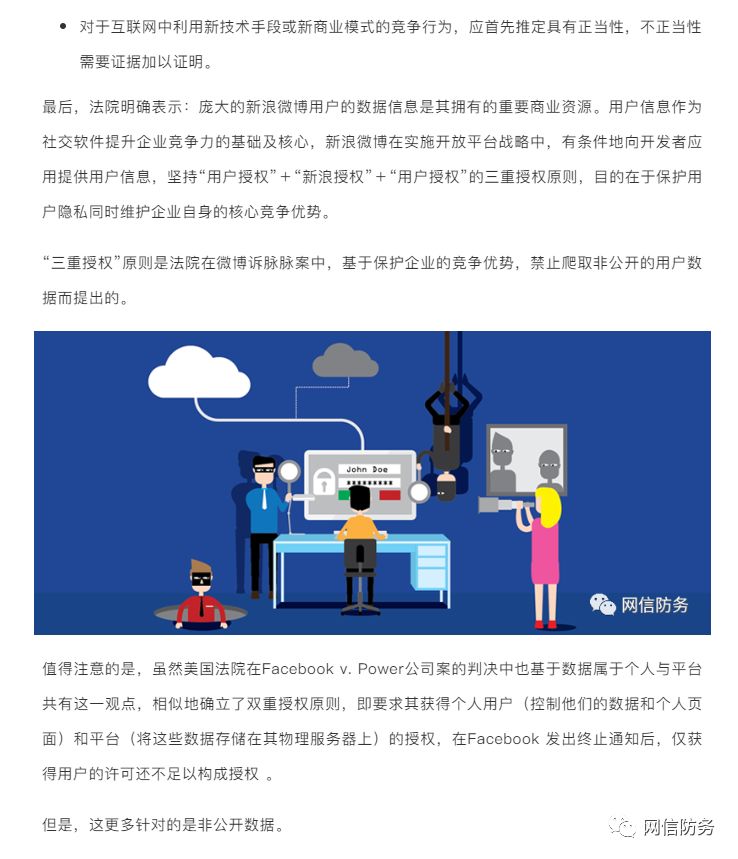 对于互联网中利用新技术手段或新商业模式的竞争行为，应首先推定具有正当性，不正当性
需要证据加以证明。
最后，法院明确表示：庞大的新浪微博用户的数据信息是其拥有的重要商业资源。用户信息作为
社交软件提升企业竞争力的基础及核心，新浪微博在实施开放平台战略中，有条件地向开发者应
用提供用户信息，坚持“用户授权”＋“新浪授权”＋“用户授权”的三重授权原则，目的在于保护用
户隐私同时维护企业自身的核心竞争优势。
“三重授权”原则是法院在微博诉脉脉案中，基于保护企业的竞争优势，禁止爬取非公开的用户数
据而提出的。
John Doe
*********
网信防务
值得注意的是，虽然美国法院在Facebook v. Power公司案的判决中也基于数据属于个人与平台
共有这一观点，相似地确立了双重授权原则，即要求其获得个人用户（控制他们的数据和个人页
面）和平台（将这些数据存储在其物理服务器上）的授权，在Facebook 发出终止通知后，仅获
得用户的许可还不足以构成授权 。
但是，这更多针对的是非公开数据。
网信防务